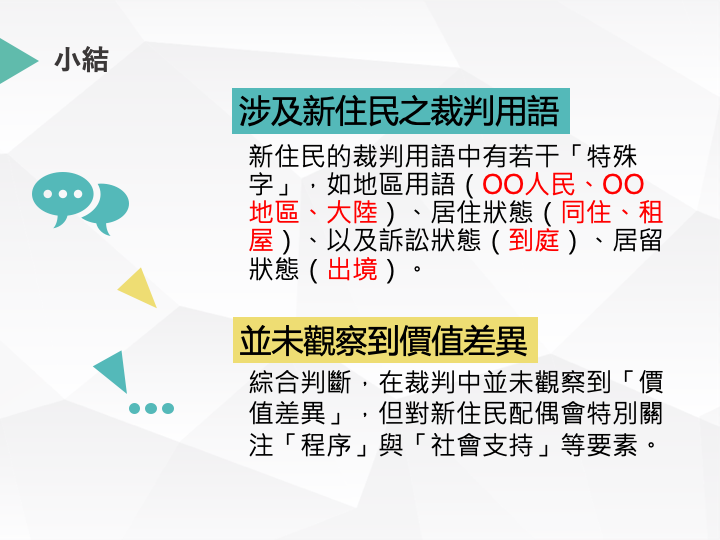 小結
涉及新住民之裁判用語
新住民的裁判用語中有若干「特殊
字」，如地區用語（OO人民、OO
地區、大陸）、居住狀態（同住、租
屋）、以及訴訟狀態（到庭）、居留
狀態（出境）。
並未觀察到價值差異
綜合判斷，在裁判中並未觀察到「價
值差異」，但對新住民配偶會特別關
注「程序」與「社會支持」等要素。